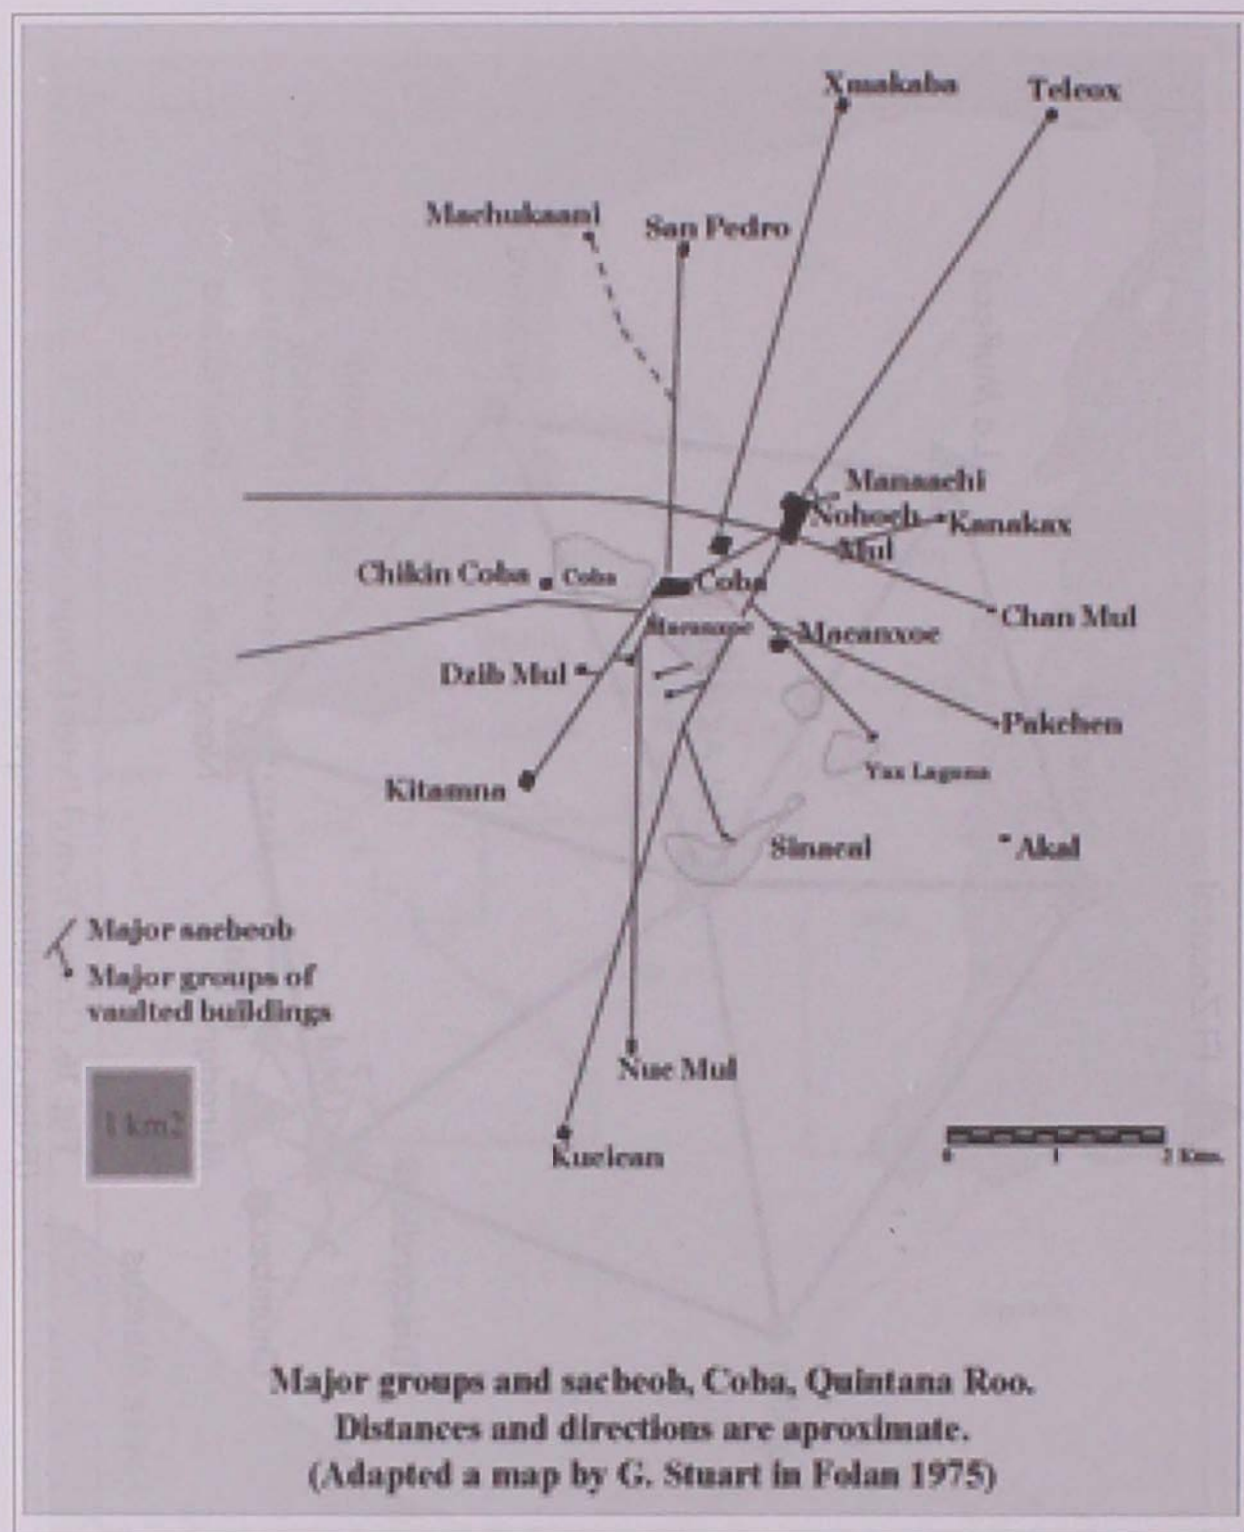 Xmakaba
Telcox
Machukaani
San Pedro
Manaachi
Nohoch
Mul
Kanakax
Chikin Coba
Coba
Coba
Chan Mul
Macanxoc
Macanxoc
Dzib Mul
Pakchen
Yax Laguna
Kitamna
Sinacal
Akal
Major sacbeob
Major groups of
vaulted buildings
1 km2
Nuc Mul
Kucican
0 1 2 Kms.
Major groups and sacbeob, Coba, Quintana Roo.
Distances and directions are aproximate.
(Adapted a map by G. Stuart in Folan 1975)